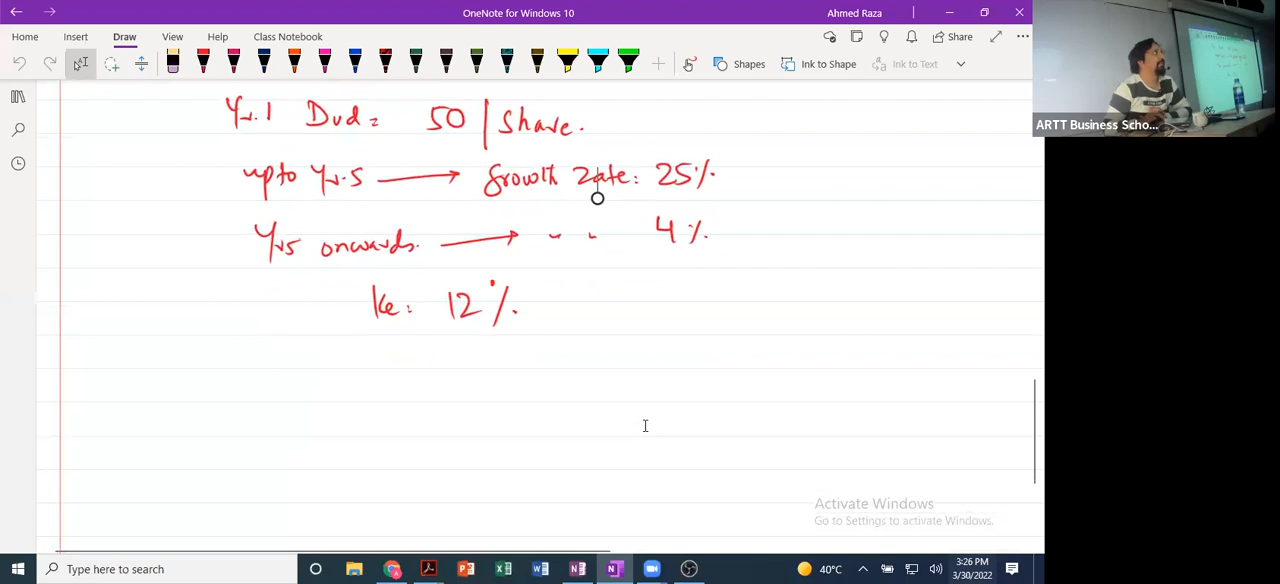 OneNote for Windows 10
Ahmed Raza
Home Insert Draw View Help Class Notebook
Share
Shapes Ink to Shape Ink to Text
ARTT Business Scho...
Yr.1 Dvd = 50 / Share.
upto Yr.5 → Growth Rate: 25%
Yr5 onwards. → " " 4%
Ke: 12%.
Activate Windows
Go to Settings to activate Windows.
Type here to search
40°C
3:26 PM
3/30/2022